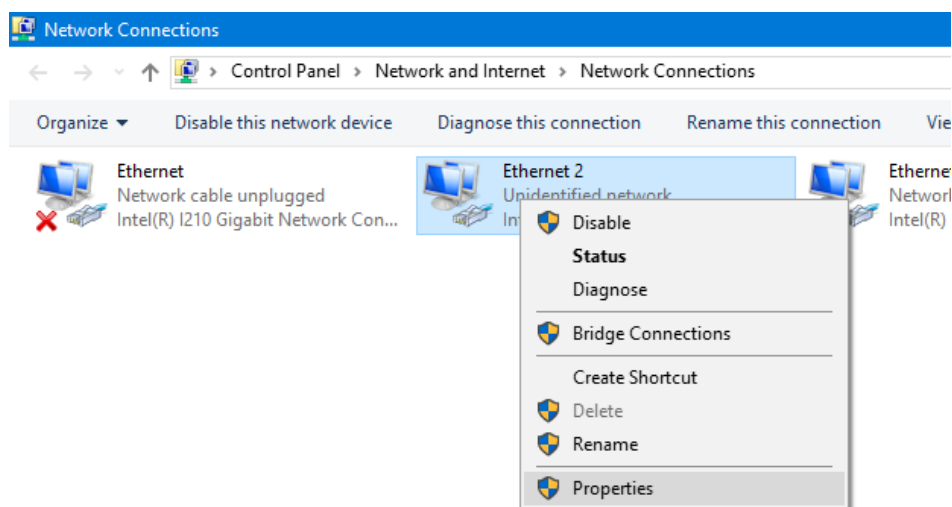 Network Connections
Control Panel > Network and Internet > Network Connections
Organize Disable this network device Diagnose this connection Rename this connection
Ethernet
Network cable unplugged
Intel(R) I210 Gigabit Network Con...
Ethernet 2
Unidentified network
Intel(R)
Disable
Status
Diagnose
Bridge Connections
Create Shortcut
Delete
Rename
Properties